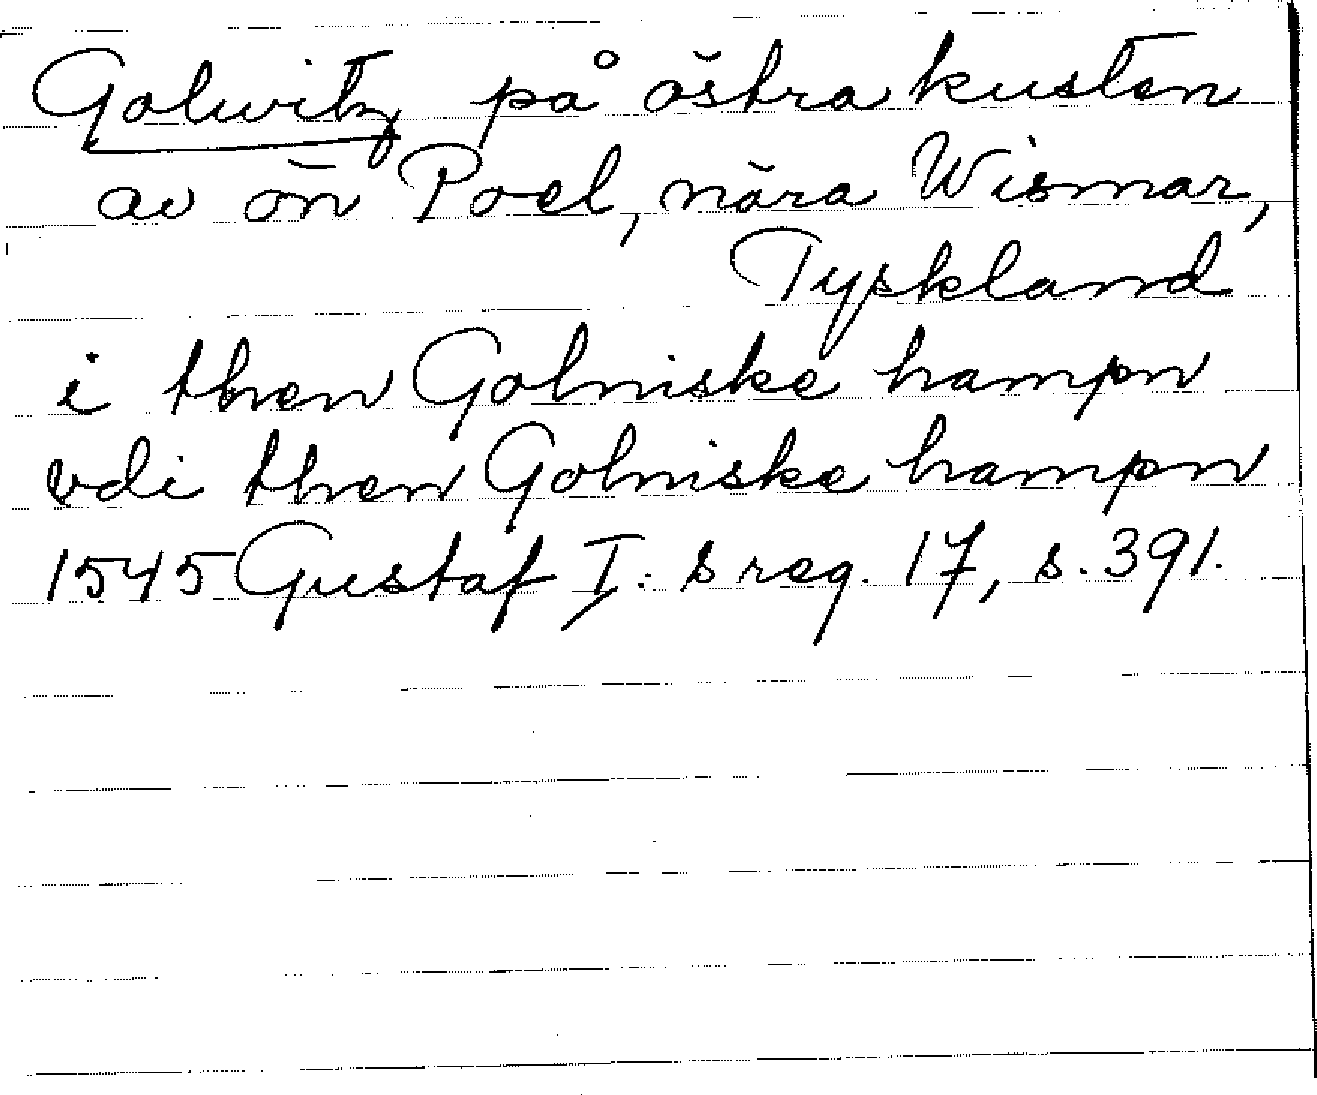 Golwitz på östra kusten
av ön Poel, nära Wismar,
Tyskland
i then Golniske hampn
vdi then Golniske hampn
1545 Gustaf I:s reg. 17, s. 391.